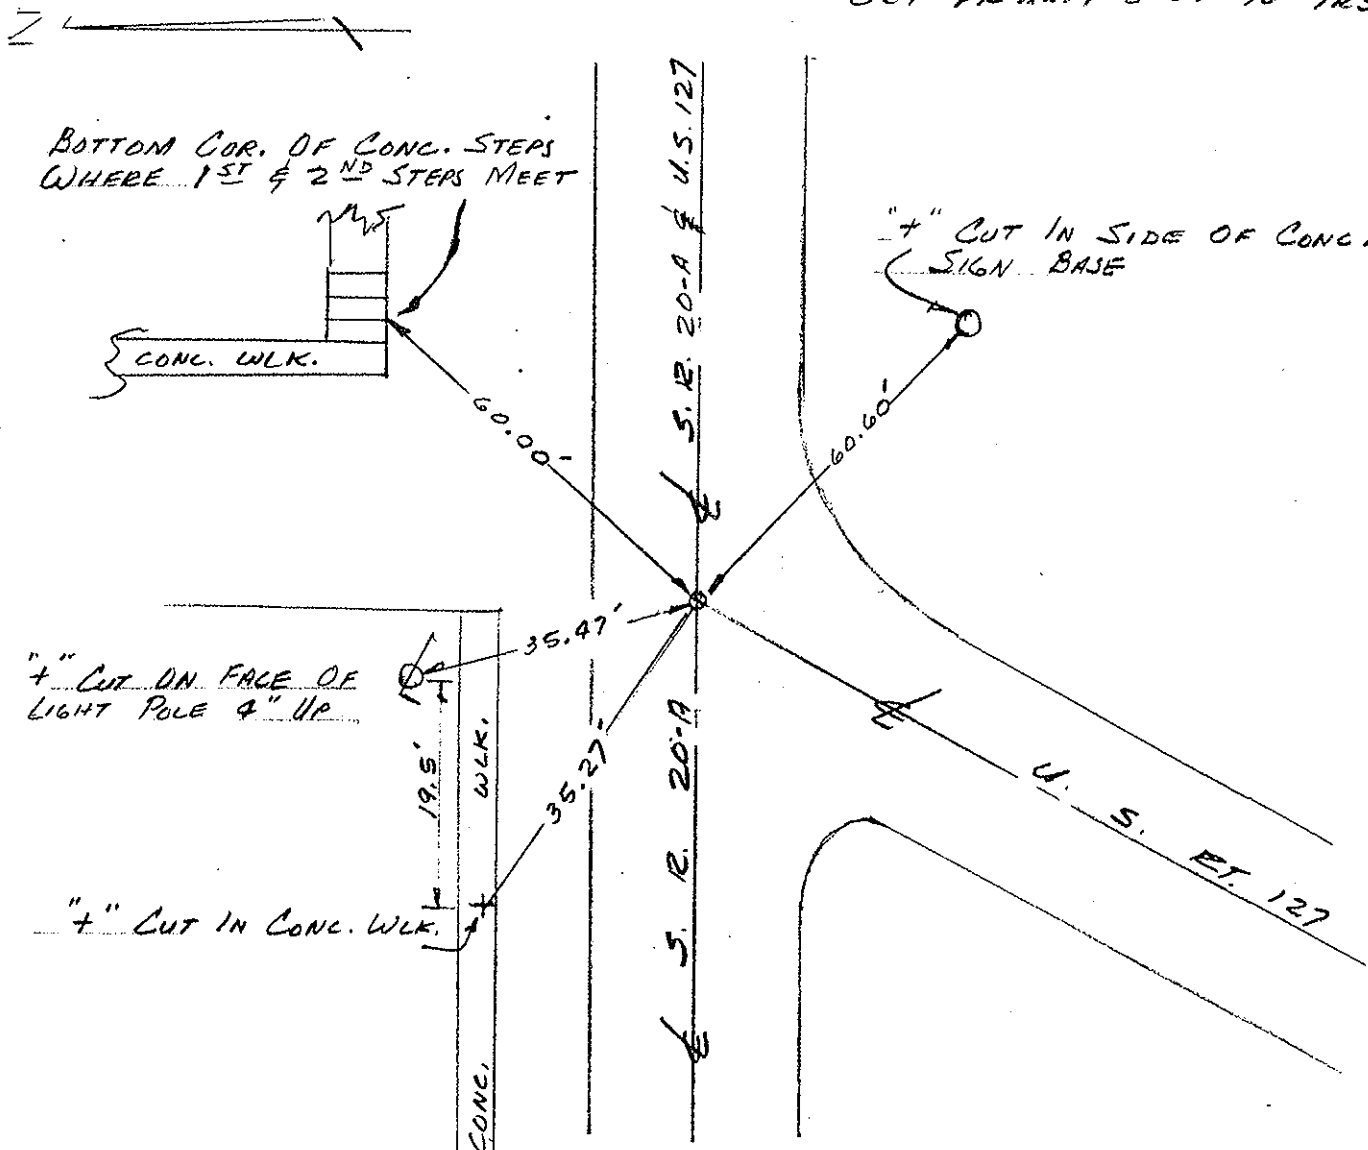 N
BOTTOM COR. OF CONC. STEPS
WHERE 1ST & 2ND STEPS MEET
CONC. WLK.
S. R. 20-A & U.S. 127
"+" CUT IN SIDE OF CONC.
SIGN BASE
60.00'
60.60'
35.47'
"+" CUT ON FACE OF
LIGHT POLE 4" UP
19.5'
WLK.
35.27'
"+" CUT IN CONC. WLK.
CONC.
S. R. 20-A
U. S. RT. 127